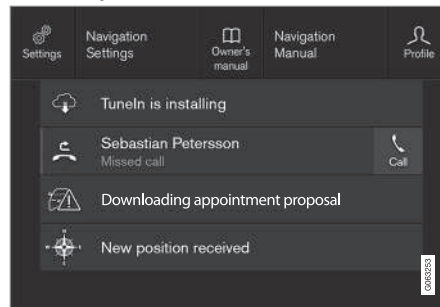 Settings
Navigation
Settings
Owner's
manual
Navigation
Manual
Profile
TuneIn is installing
Sebastian Petersson
Missed call
Call
Downloading appointment proposal
New position received
G063253